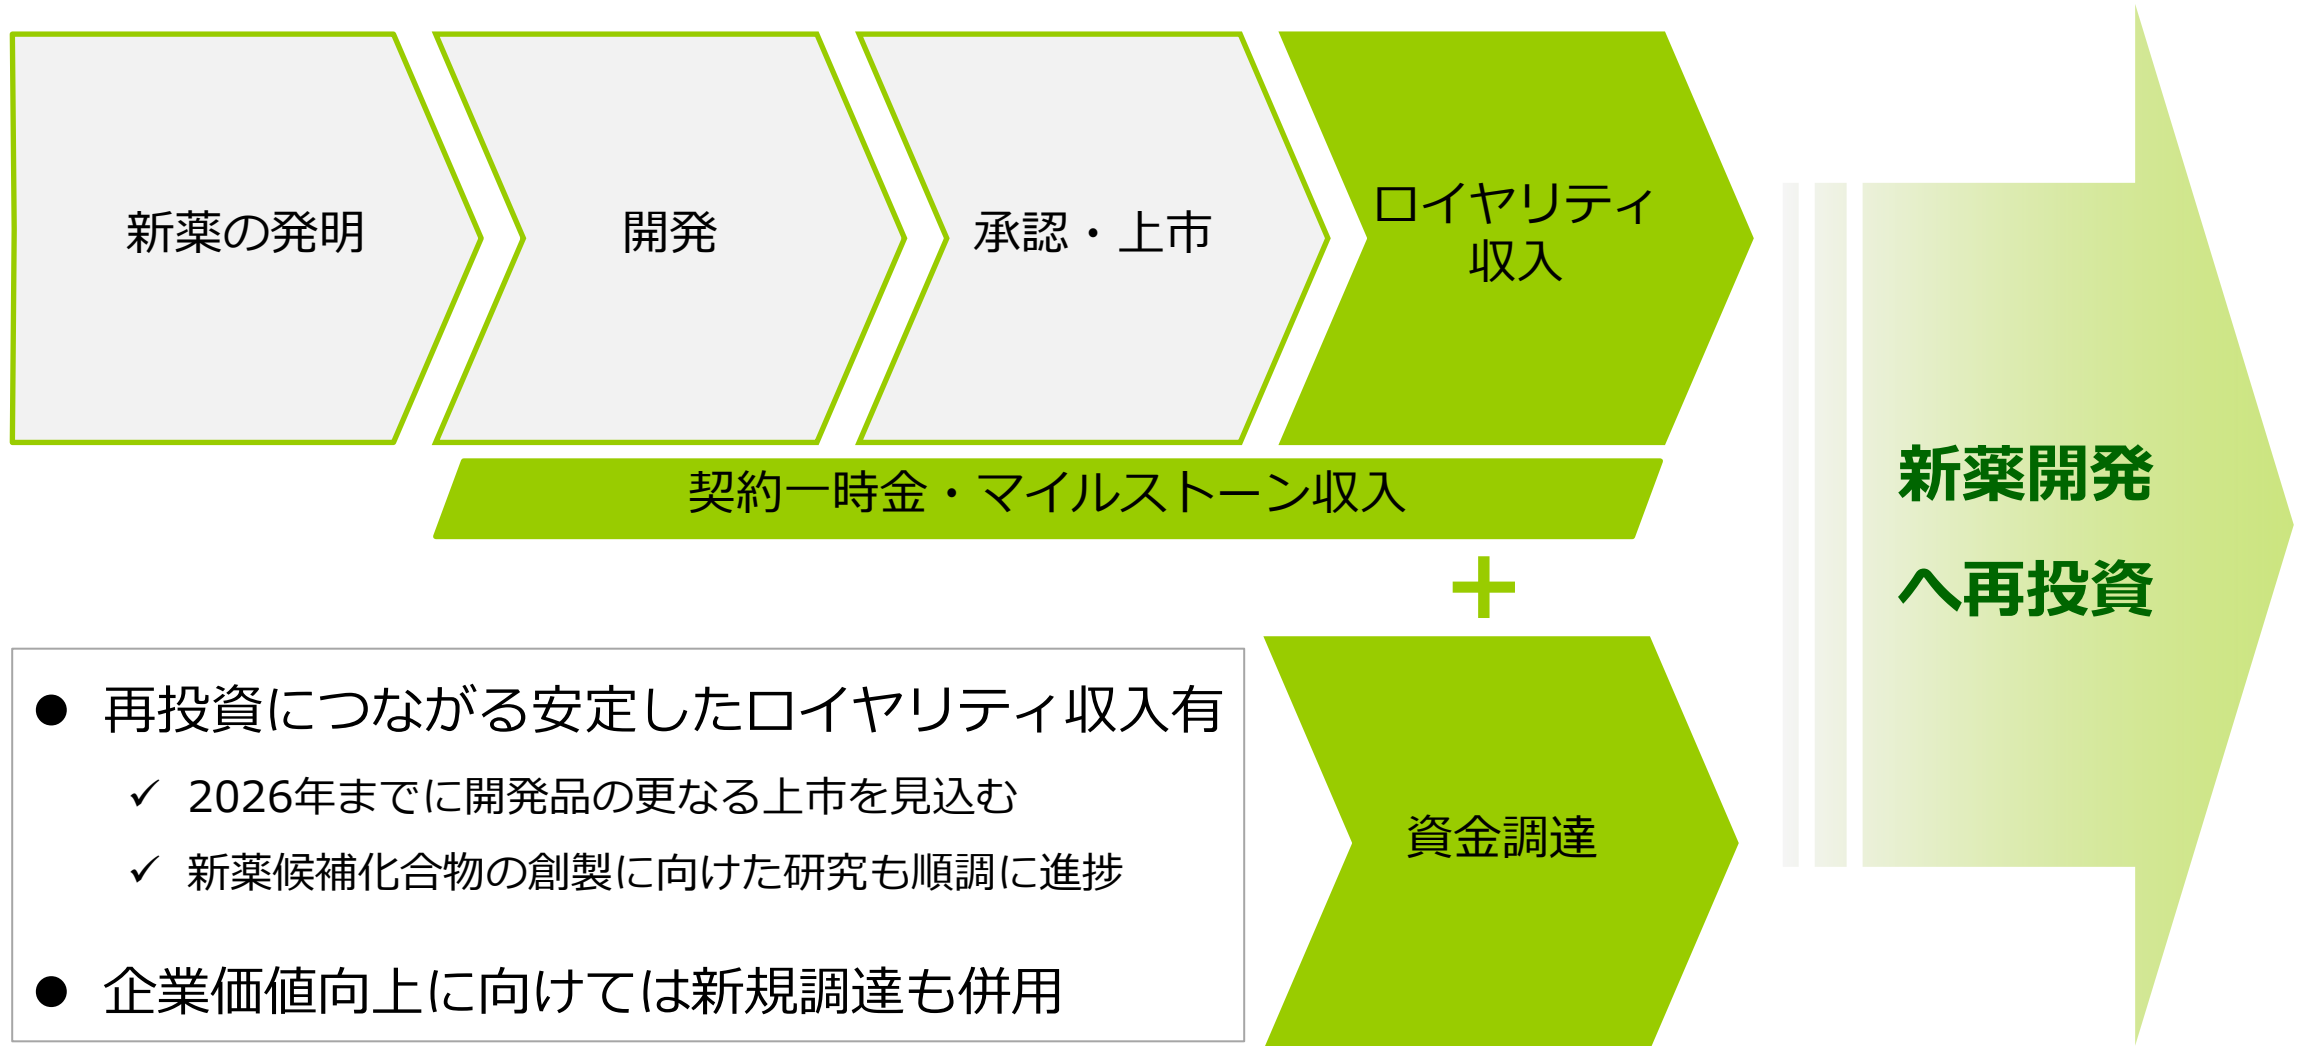 新薬の発明
開発
承認・上市
ロイヤリティ
収入
契約一時金・マイルストーン収入
+
新薬開発
へ再投資
● 再投資につながる安定したロイヤリティ収入有
✓ 2026年までに開発品の更なる上市を見込む
✓ 新薬候補化合物の創製に向けた研究も順調に進捗
● 企業価値向上に向けては新規調達も併用
資金調達